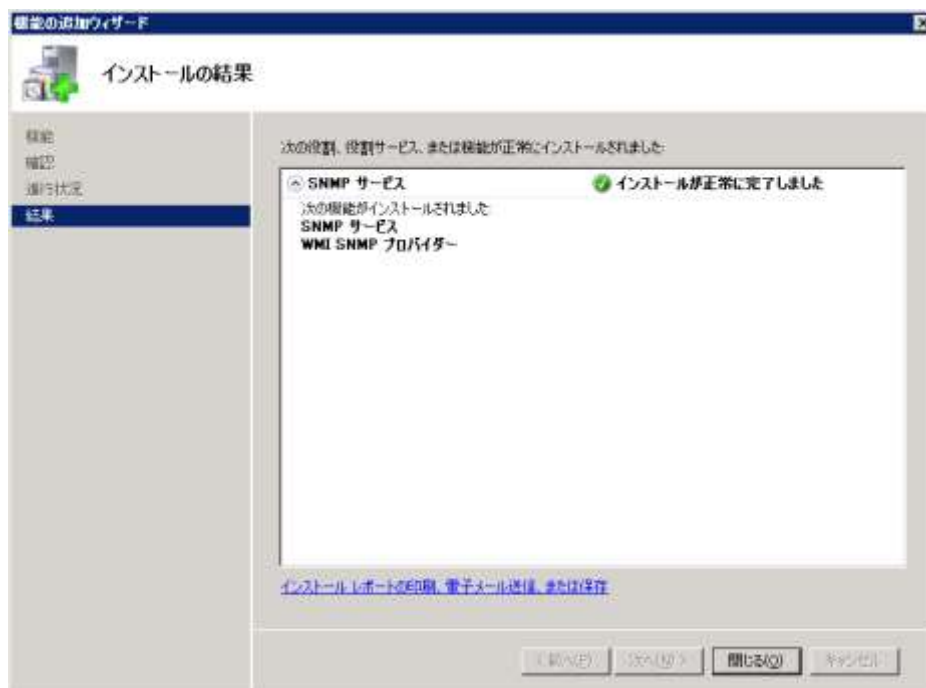 機能の追加ウィザード
インストールの結果
機能
確認
進行状況
結果
次の役割、役割サービス、または機能が正常にインストールされました:
SNMP サービス
インストールが正常に完了しました
次の機能がインストールされました:
SNMP サービス
WMI SNMP プロバイダー
インストール レポートの印刷、電子メール送信、または保存
< 前へ(P)
次へ(N) >
閉じる(O)
キャンセル